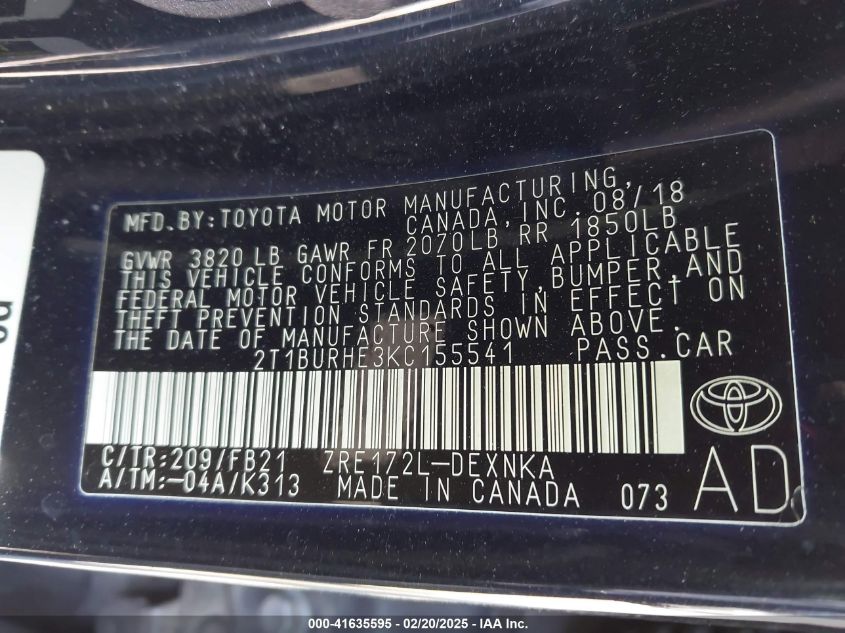 MFD.BY:TOYOTA MOTOR MANUFACTURING,
CANADA,INC. 08/18
GVWR 3820 LB GAWR FR 2070LB RR 1850LB
THIS VEHICLE CONFORMS TO ALL APPLICABLE
FEDERAL MOTOR VEHICLE SAFETY,BUMPER,AND
THEFT PREVENTION STANDARDS IN EFFECT ON
THE DATE OF MANUFACTURE SHOWN ABOVE.
2T1BURHE3KC155541 PASS.CAR
C/TR:209/FB21 ZRE172L-DEXNKA
A/TM:-04A/K313 MADE IN CANADA 073
AD
000-41635595 - 02/20/2025 - IAAI.com